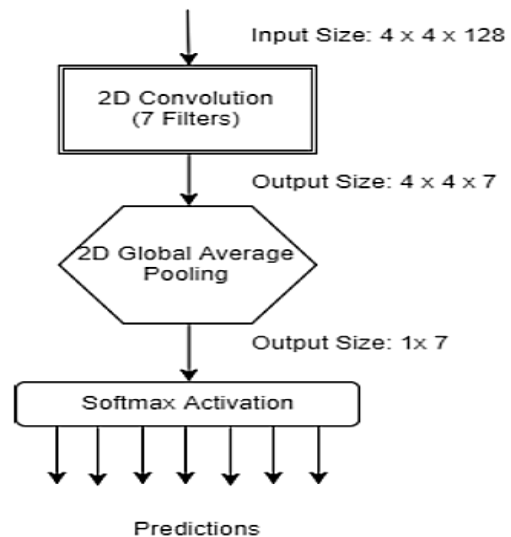 Input Size: 4 x 4 x 128
2D Convolution
(7 Filters)
Output Size: 4 x 4 x 7
2D Global Average
Pooling
Output Size: 1x 7
Softmax Activation
Predictions